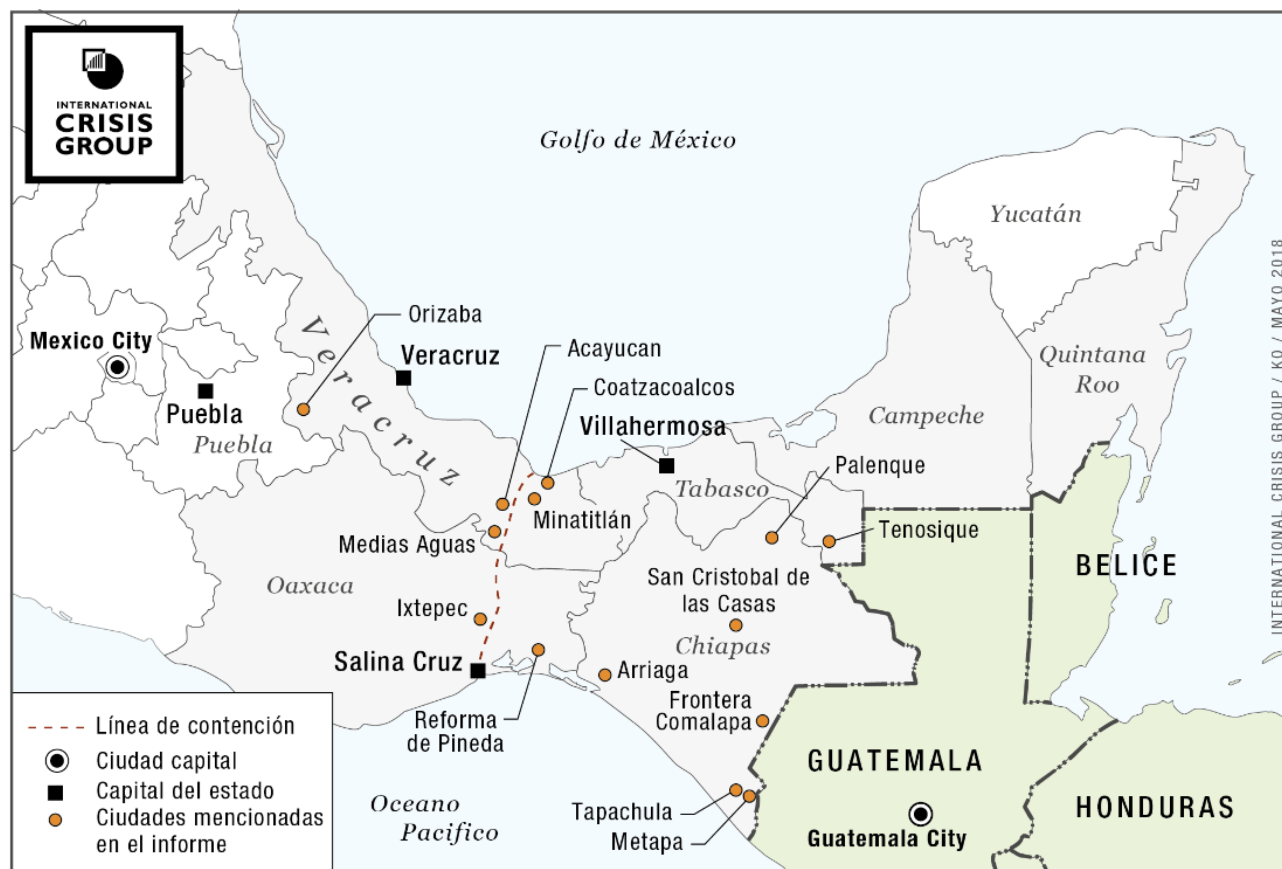 INTERNATIONAL
CRISIS
GROUP
Golfo de México
Yucatán
Quintana
Roo
Campeche
Mexico City
Puebla
Puebla
Orizaba
Veracruz
Veracruz
Acayucan
Coatzacoalcos
Villahermosa
Tabasco
Minatitlán
Medias Aguas
Palenque
Tenosique
San Cristobal de
las Casas
Chiapas
Oaxaca
Ixtepec
Salina Cruz
Arriaga
Reforma
de Pineda
Frontera
Comalapa
Tapachula
Metapa
BELICE
GUATEMALA
Guatemala City
HONDURAS
Oceano
Pacifico
Línea de contención
Ciudad capital
Capital del estado
Ciudades mencionadas
en el informe
INTERNATIONAL CRISIS GROUP / KO / MAYO 2018